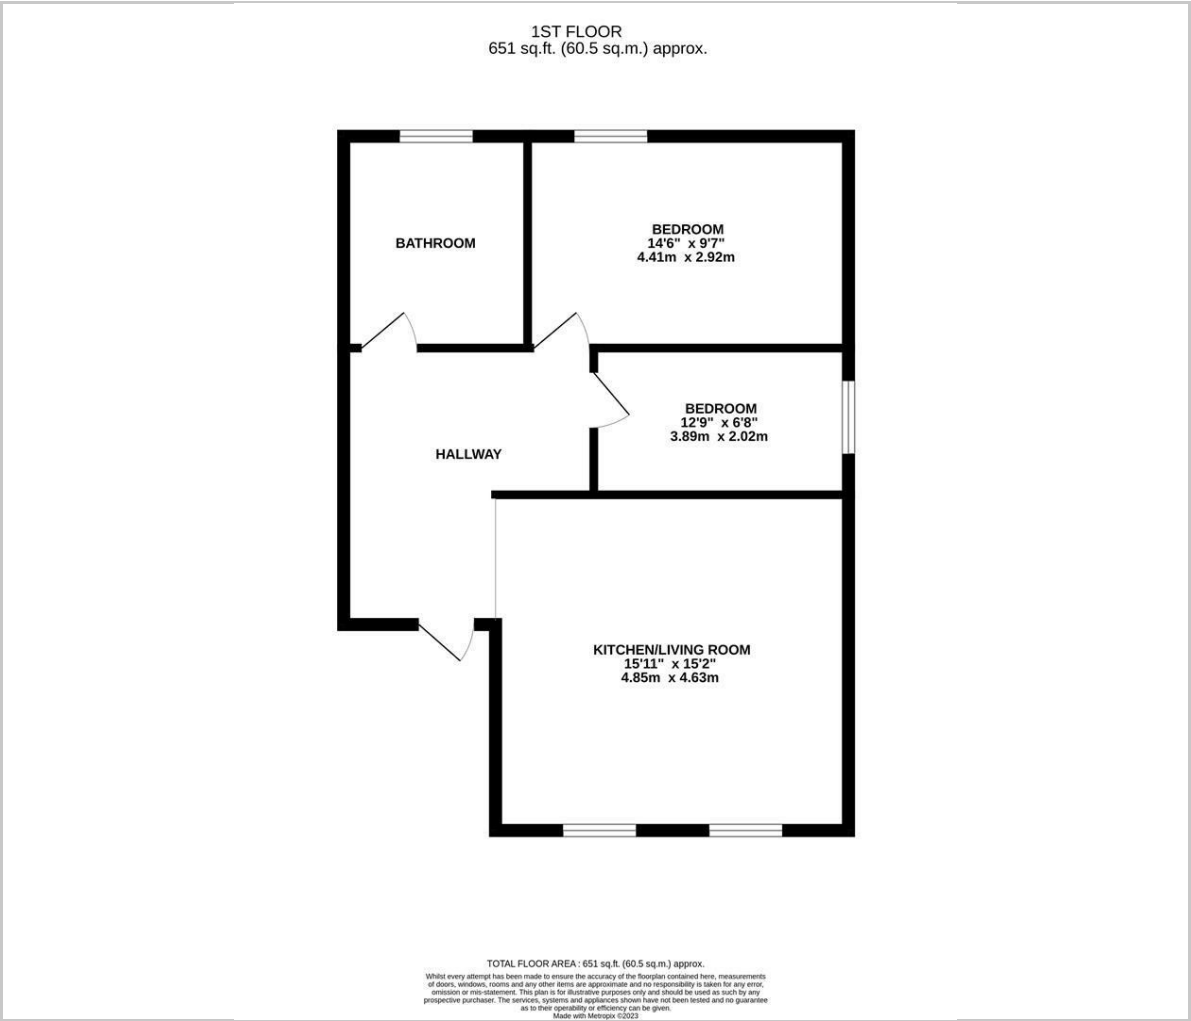 1ST FLOOR
651 sq.ft. (60.5 sq.m.) approx.
BATHROOM
BEDROOM
14'6" x 9'7"
4.41m x 2.92m
BEDROOM
12'9" x 6'8"
3.89m x 2.02m
HALLWAY
KITCHEN/LIVING ROOM
15'11" x 15'2"
4.85m x 4.63m
TOTAL FLOOR AREA : 651 sq.ft. (60.5 sq.m.) approx.
Whilst every attempt has been made to ensure the accuracy of the floorplan contained here, measurements
of doors, windows, rooms and any other items are approximate and no responsibility is taken for any error,
omission or mis-statement. This plan is for illustrative purposes only and should be used as such by any
prospective purchaser. The services, systems and appliances shown have not been tested and no guarantee
as to their operability or efficiency can be given.
Made with Metropix ©2023